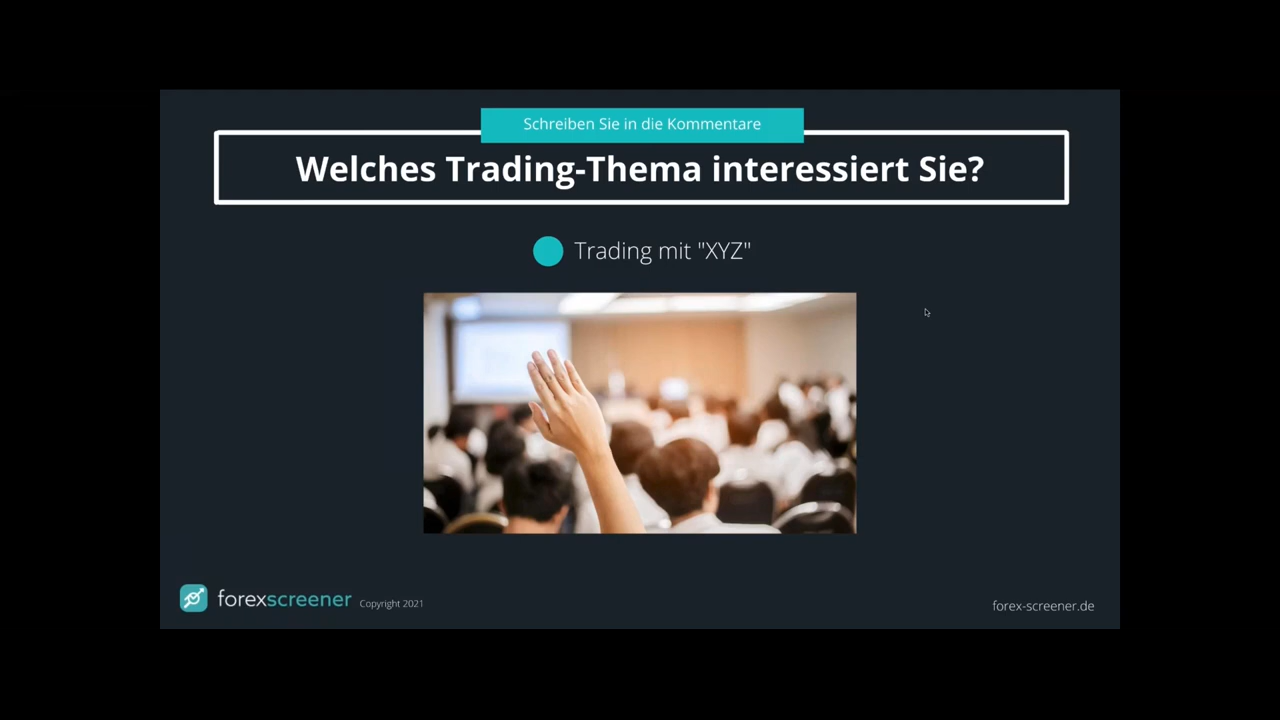 Schreiben Sie in die Kommentare
Welches Trading-Thema interessiert Sie?
Trading mit "XYZ"
forexscreener Copyright 2021
forex-screener.de